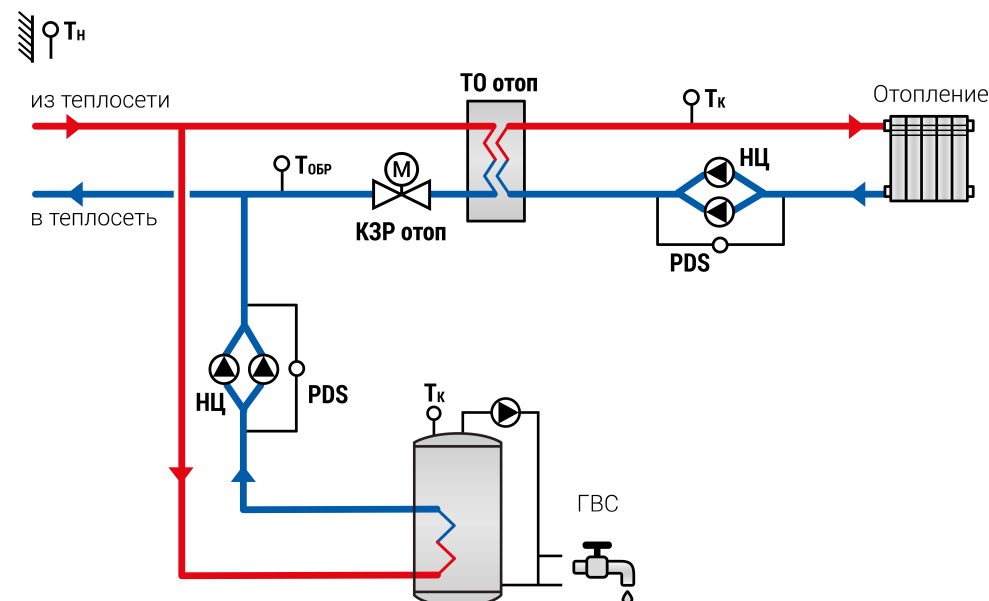 Тн
ТО отоп
из теплосети
Тк
Отопление
ТОБР
М
НЦ
в теплосеть
КЗР отоп
PDS
Тк
НЦ
PDS
ГВС